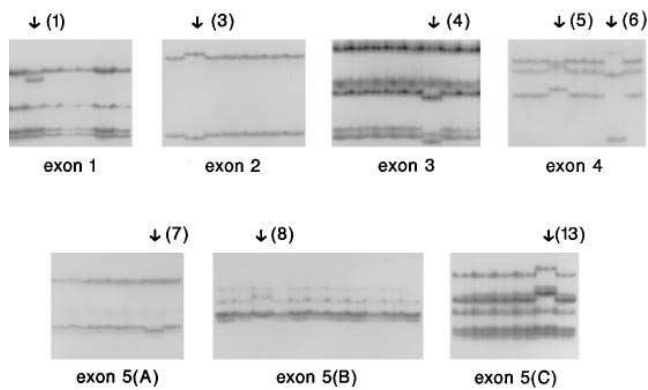 ↓ (1) ↓ (3) ↓ (4) ↓ (5) ↓ (6)
exon 1 exon 2 exon 3 exon 4
↓ (7) ↓ (8) ↓ (13)
exon 5(A) exon 5(B) exon 5(C)